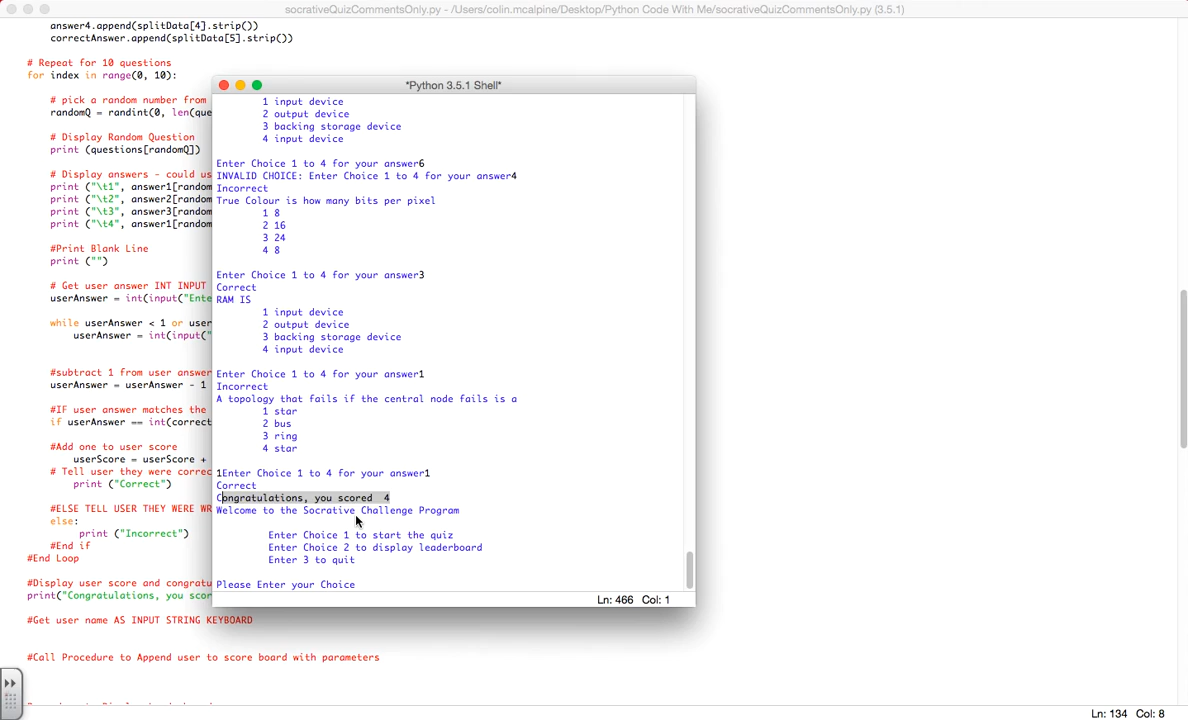 socrativeQuizCommentsOnly.py - /Users/colin.mcalpine/Desktop/Python Code With Me/socrativeQuizCommentsOnly.py (3.5.1)
answer4.append(splitData[4].strip())
correctAnswer.append(splitData[5].strip())
# Repeat for 10 questions
for index in range(0, 10):
# pick a random number from
randomQ = randint(0, len(que
# Display Random Question
print (questions[randomQ])
# Display answers - could us
print ("\t1", answer1[random
print ("\t2", answer2[random
print ("\t3", answer3[random
print ("\t4", answer1[random
#Print Blank Line
print ("")
# Get user answer INT INPUT
userAnswer = int(input("Ente
while userAnswer < 1 or user
userAnswer = int(input("
#subtract 1 from user answer
userAnswer = userAnswer - 1
#IF user answer matches the
if userAnswer == int(correct
#Add one to user score
userScore = userScore +
# Tell user they were correc
print ("Correct")
#ELSE TELL USER THEY WERE WR
else:
print ("Incorrect")
#End if
#End Loop
#Display user score and congratu
print("Congratulations, you scor
#Get user name AS INPUT STRING KEYBOARD
#Call Procedure to Append user to score board with parameters
*Python 3.5.1 Shell*
1 input device
2 output device
3 backing storage device
4 input device
Enter Choice 1 to 4 for your answer6
INVALID CHOICE: Enter Choice 1 to 4 for your answer4
Incorrect
True Colour is how many bits per pixel
1 8
2 16
3 24
4 8
Enter Choice 1 to 4 for your answer3
Correct
RAM IS
1 input device
2 output device
3 backing storage device
4 input device
Enter Choice 1 to 4 for your answer1
Incorrect
A topology that fails if the central node fails is a
1 star
2 bus
3 ring
4 star
1Enter Choice 1 to 4 for your answer1
Correct
Congratulations, you scored  4
Welcome to the Socrative Challenge Program
Enter Choice 1 to start the quiz
Enter Choice 2 to display leaderboard
Enter 3 to quit
Please Enter your Choice
Ln: 466 Col: 1
Ln: 134 Col: 8